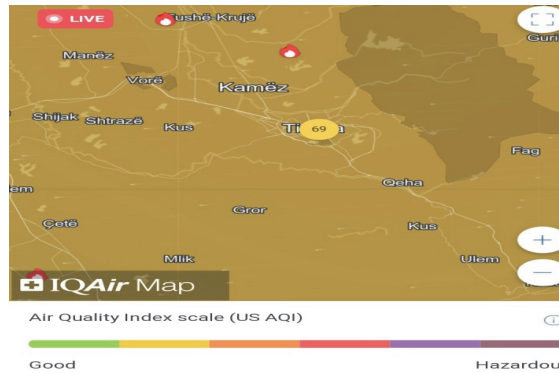 LIVE
Fushë-Krujë
Guri
Manëz
Vorë
Kamëz
Shijak
Shtrazë
Kus
69
Fag
Qeha
em
Gror
Çetë
Kus
Mlik
Ulem
IQAir Map
Air Quality Index scale (US AQI)
Good
Hazardou